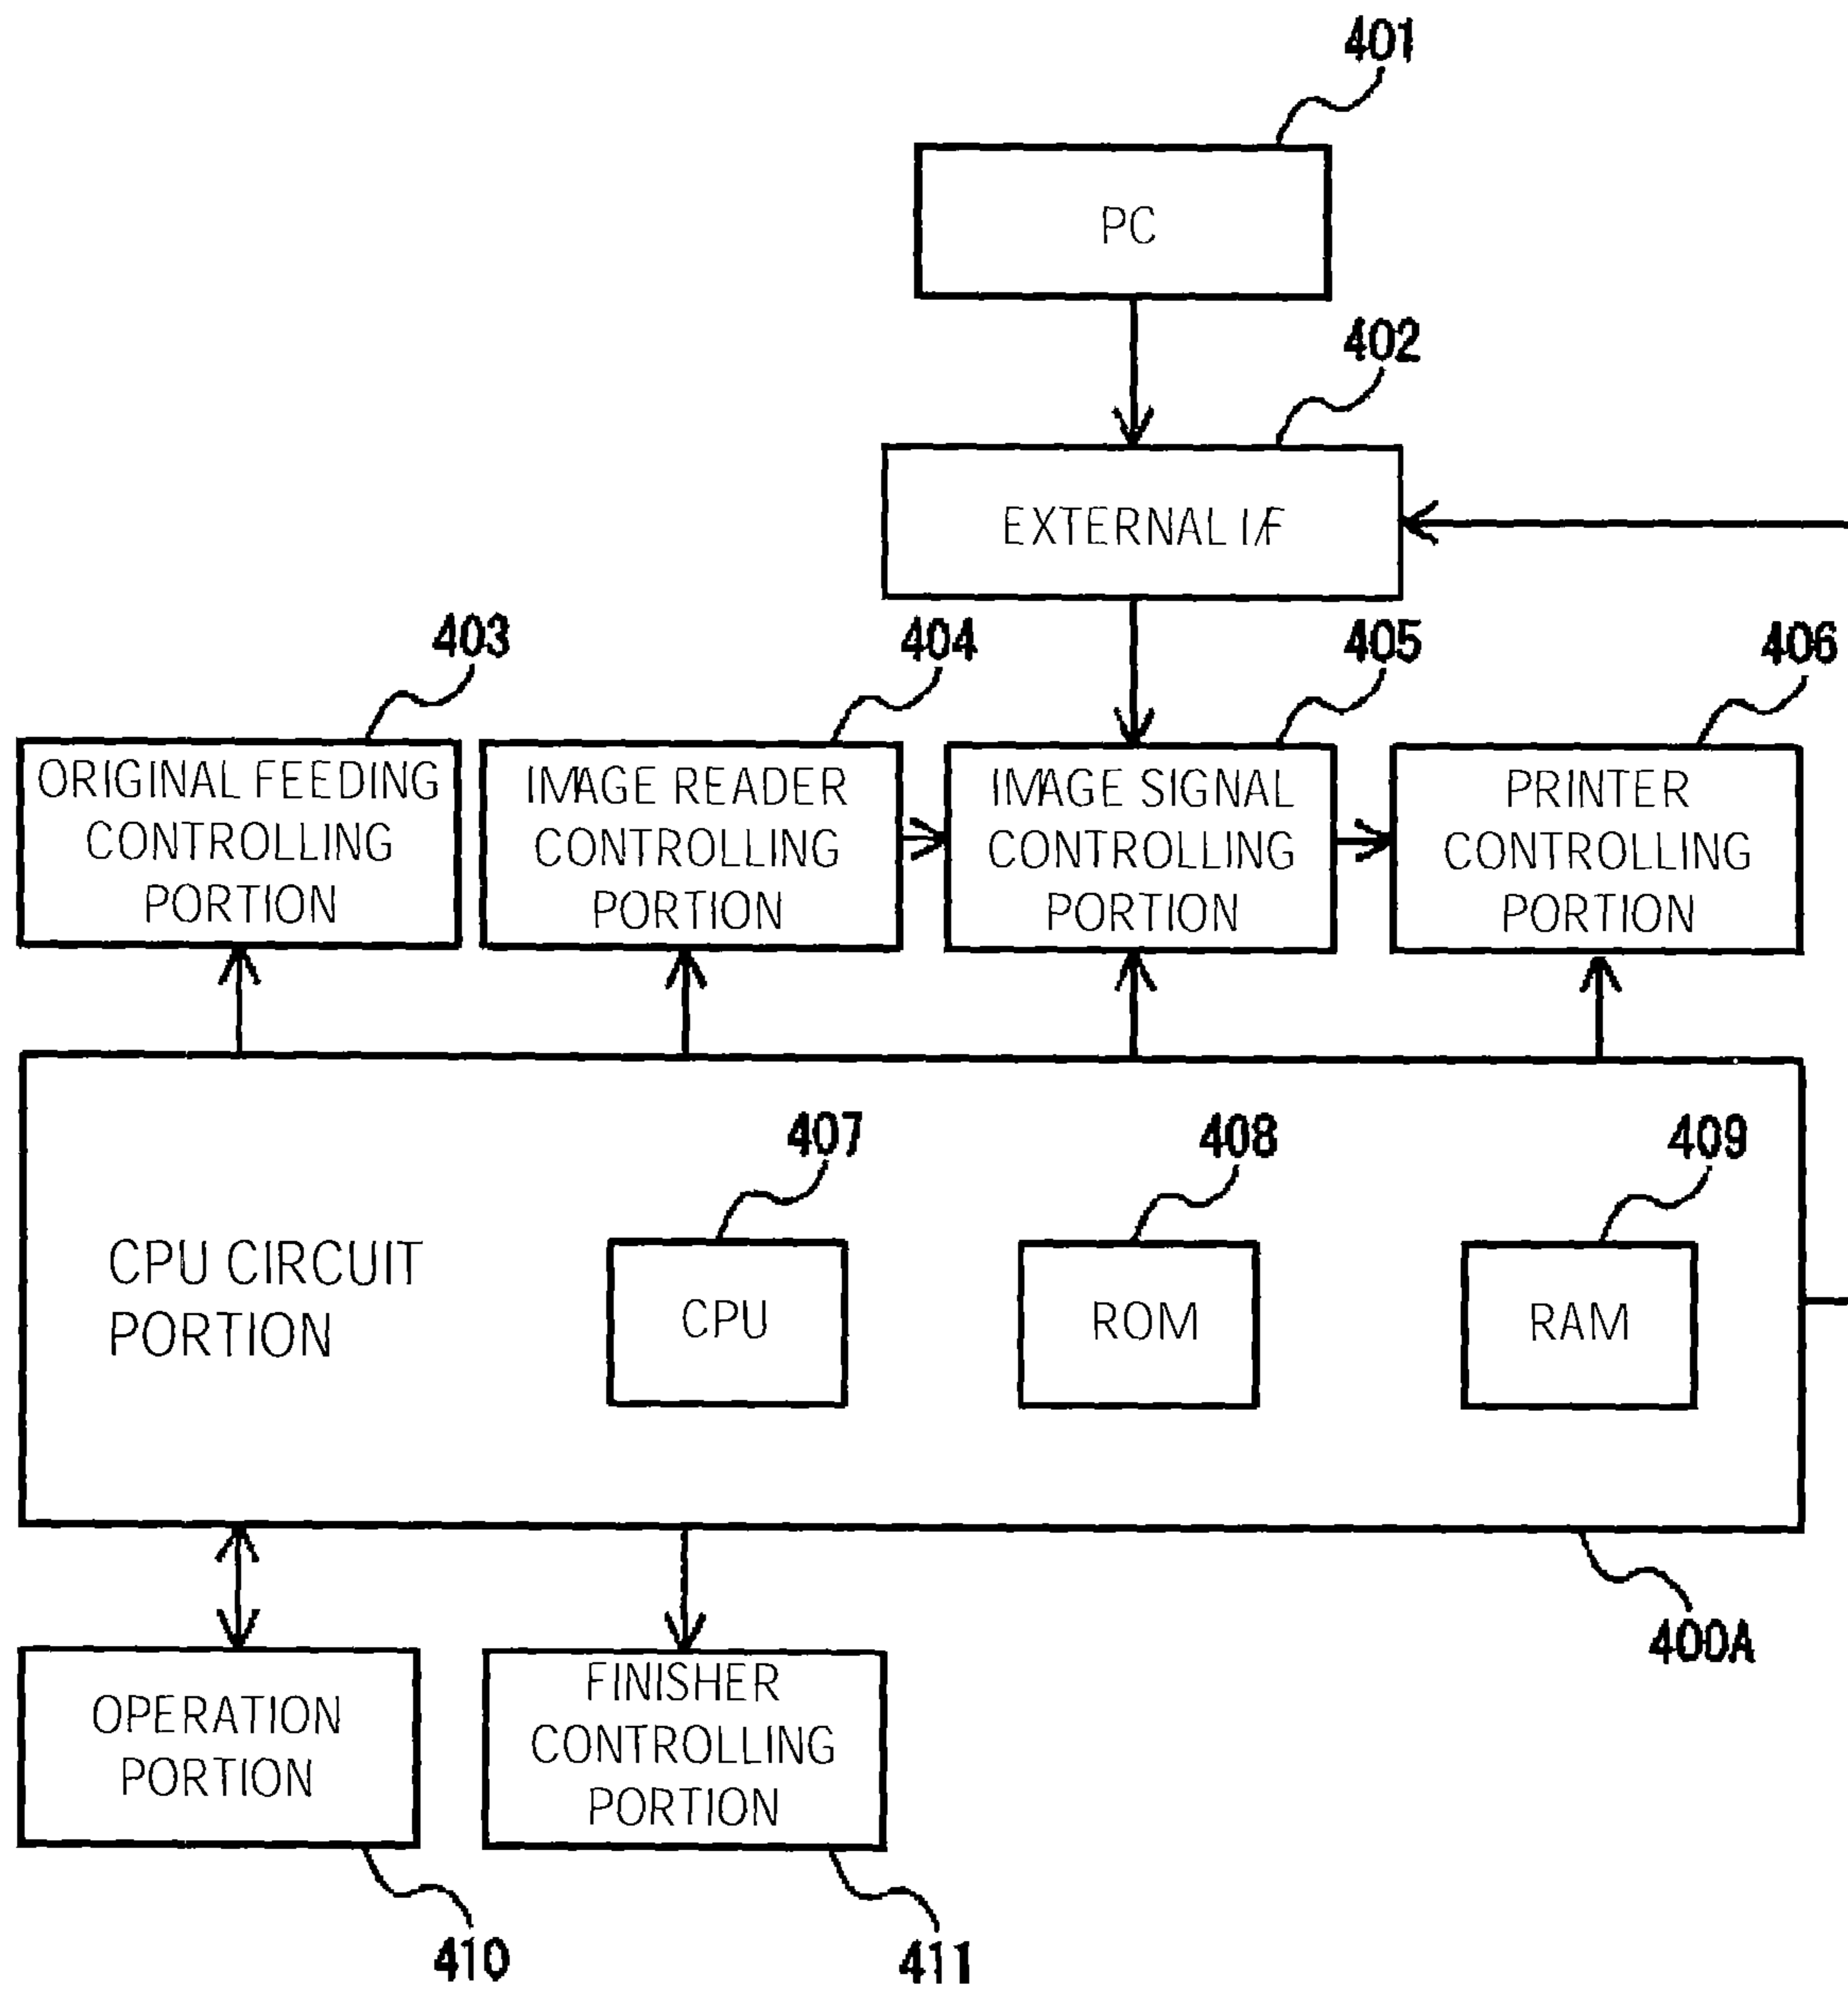 401
PC
402
EXTERNAL I/F
403
404
405
406
ORIGINAL FEEDING
CONTROLLING
PORTION
IMAGE READER
CONTROLLING
PORTION
IMAGE SIGNAL
CONTROLLING
PORTION
PRINTER
CONTROLLING
PORTION
407
408
409
CPU CIRCUIT
PORTION
CPU
ROM
RAM
400A
OPERATION
PORTION
FINISHER
CONTROLLING
PORTION
410
411